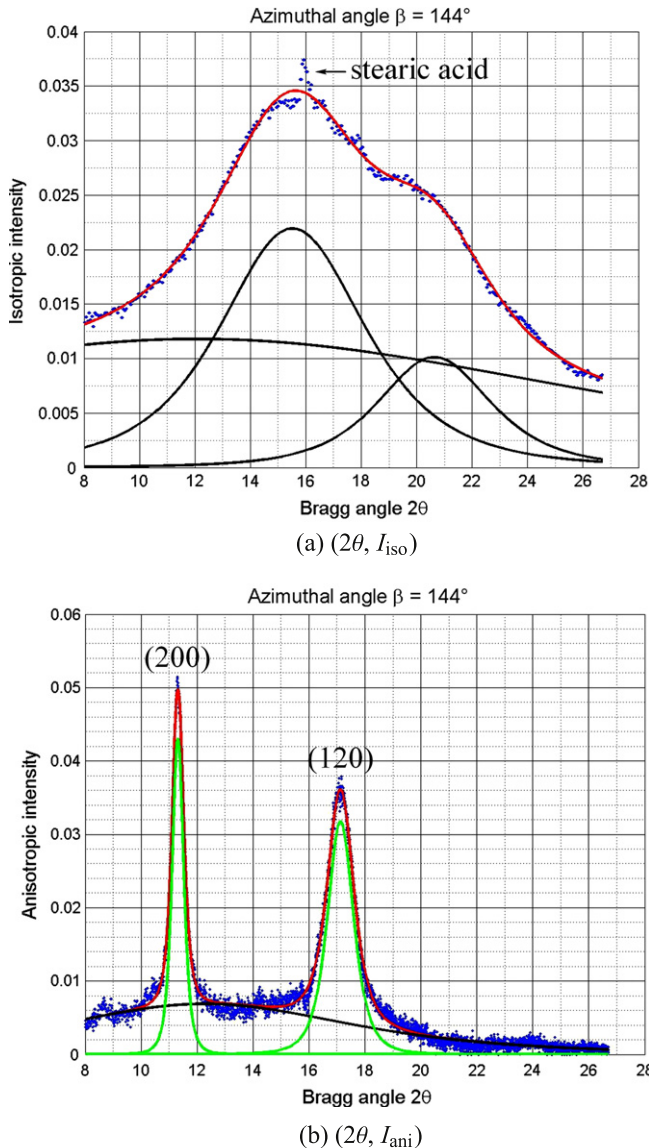 Azimuthal angle β = 144°
stearic acid
Isotropic intensity
0.04
0.035
0.03
0.025
0.02
0.015
0.01
0.005
0
8 10 12 14 16 18 20 22 24 26 28
Bragg angle 2θ
(a) (2θ, I_iso)
Azimuthal angle β = 144°
(200)
(120)
Anisotropic intensity
0.06
0.05
0.04
0.03
0.02
0.01
0
8 10 12 14 16 18 20 22 24 26 28
Bragg angle 2θ
(b) (2θ, I_ani)